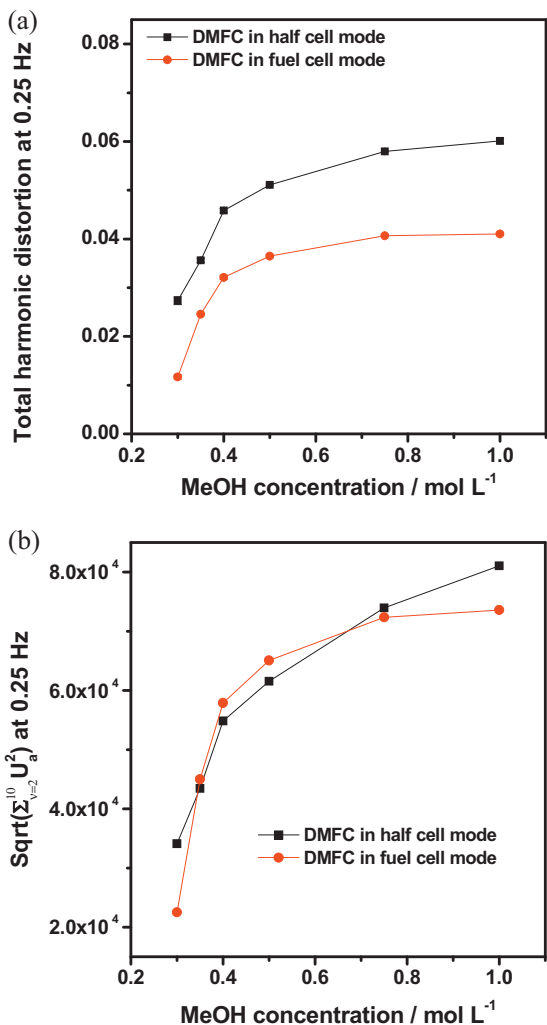 (a)
0.08
0.06
0.04
0.02
0.00
Total harmonic distortion at 0.25 Hz
DMFC in half cell mode
DMFC in fuel cell mode
0.2 0.4 0.6 0.8 1.0
MeOH concentration / mol L⁻¹
(b)
8.0x10⁴
6.0x10⁴
4.0x10⁴
2.0x10⁴
Sqrt(Σ¹⁰ᵥ₌₂ U²ₐ) at 0.25 Hz
DMFC in half cell mode
DMFC in fuel cell mode
0.2 0.4 0.6 0.8 1.0
MeOH concentration / mol L⁻¹